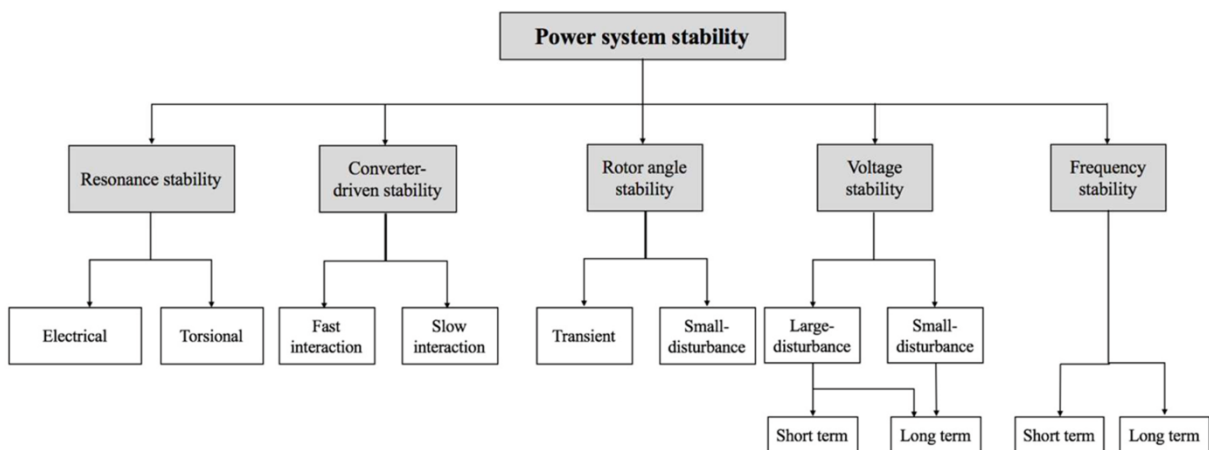 Power system stability
Resonance stability
Converter-
driven stability
Rotor angle
stability
Voltage
stability
Frequency
stability
Electrical
Torsional
Fast
interaction
Slow
interaction
Transient
Small-
disturbance
Large-
disturbance
Small-
disturbance
Short term
Long term
Short term
Long term